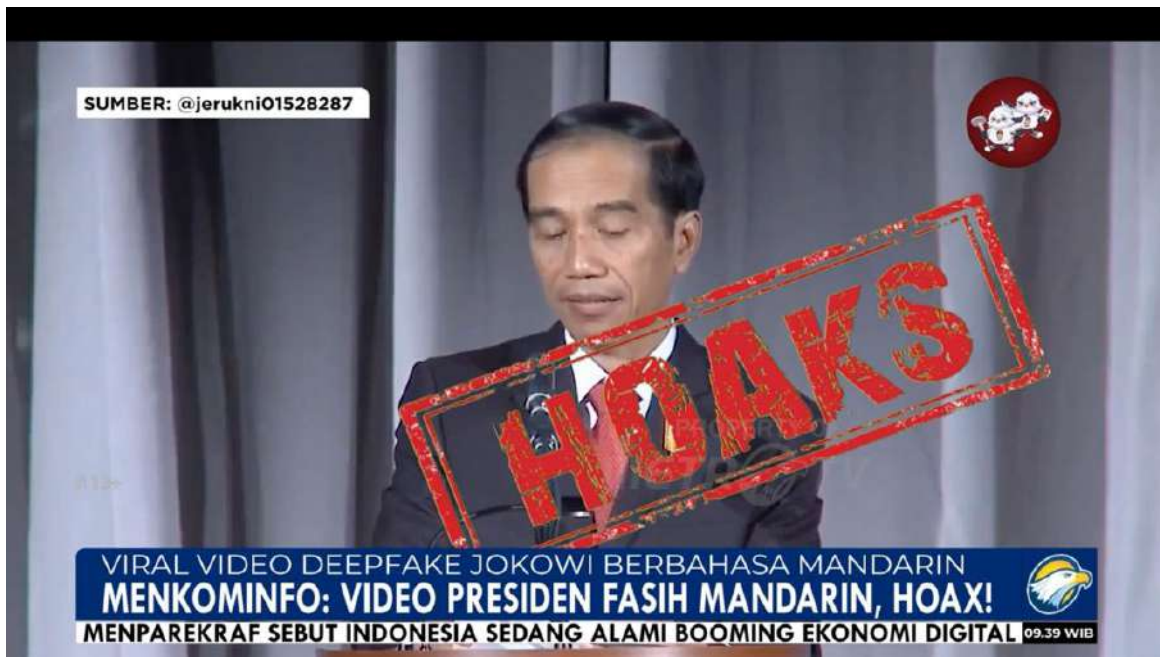 SUMBER: @jerukni01528287
HOAKS
PROPERTY
VIRAL VIDEO DEEPFAKE JOKOWI BERBAHASA MANDARIN
MENKOMINFO: VIDEO PRESIDEN FASIH MANDARIN, HOAX!
MENPAREKRAF SEBUT INDONESIA SEDANG ALAMI BOOMING EKONOMI DIGITAL 09.39 WIB